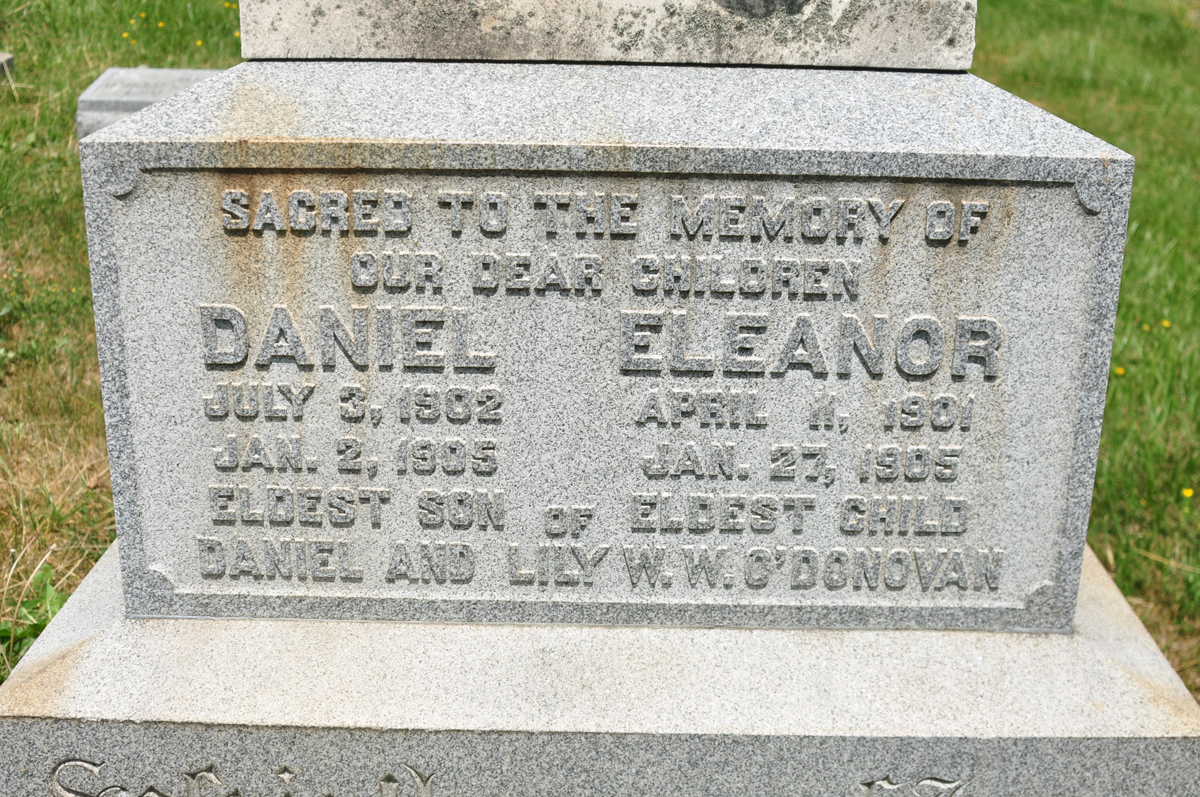 SACRED TO THE MEMORY OF
OUR DEAR CHILDREN
DANIEL ELEANOR
JULY 3, 1902 APRIL 11, 1901
JAN. 2, 1905 JAN. 27, 1905
ELDEST SON OF ELDEST CHILD
DANIEL AND LILY W. W. O'DONOVAN